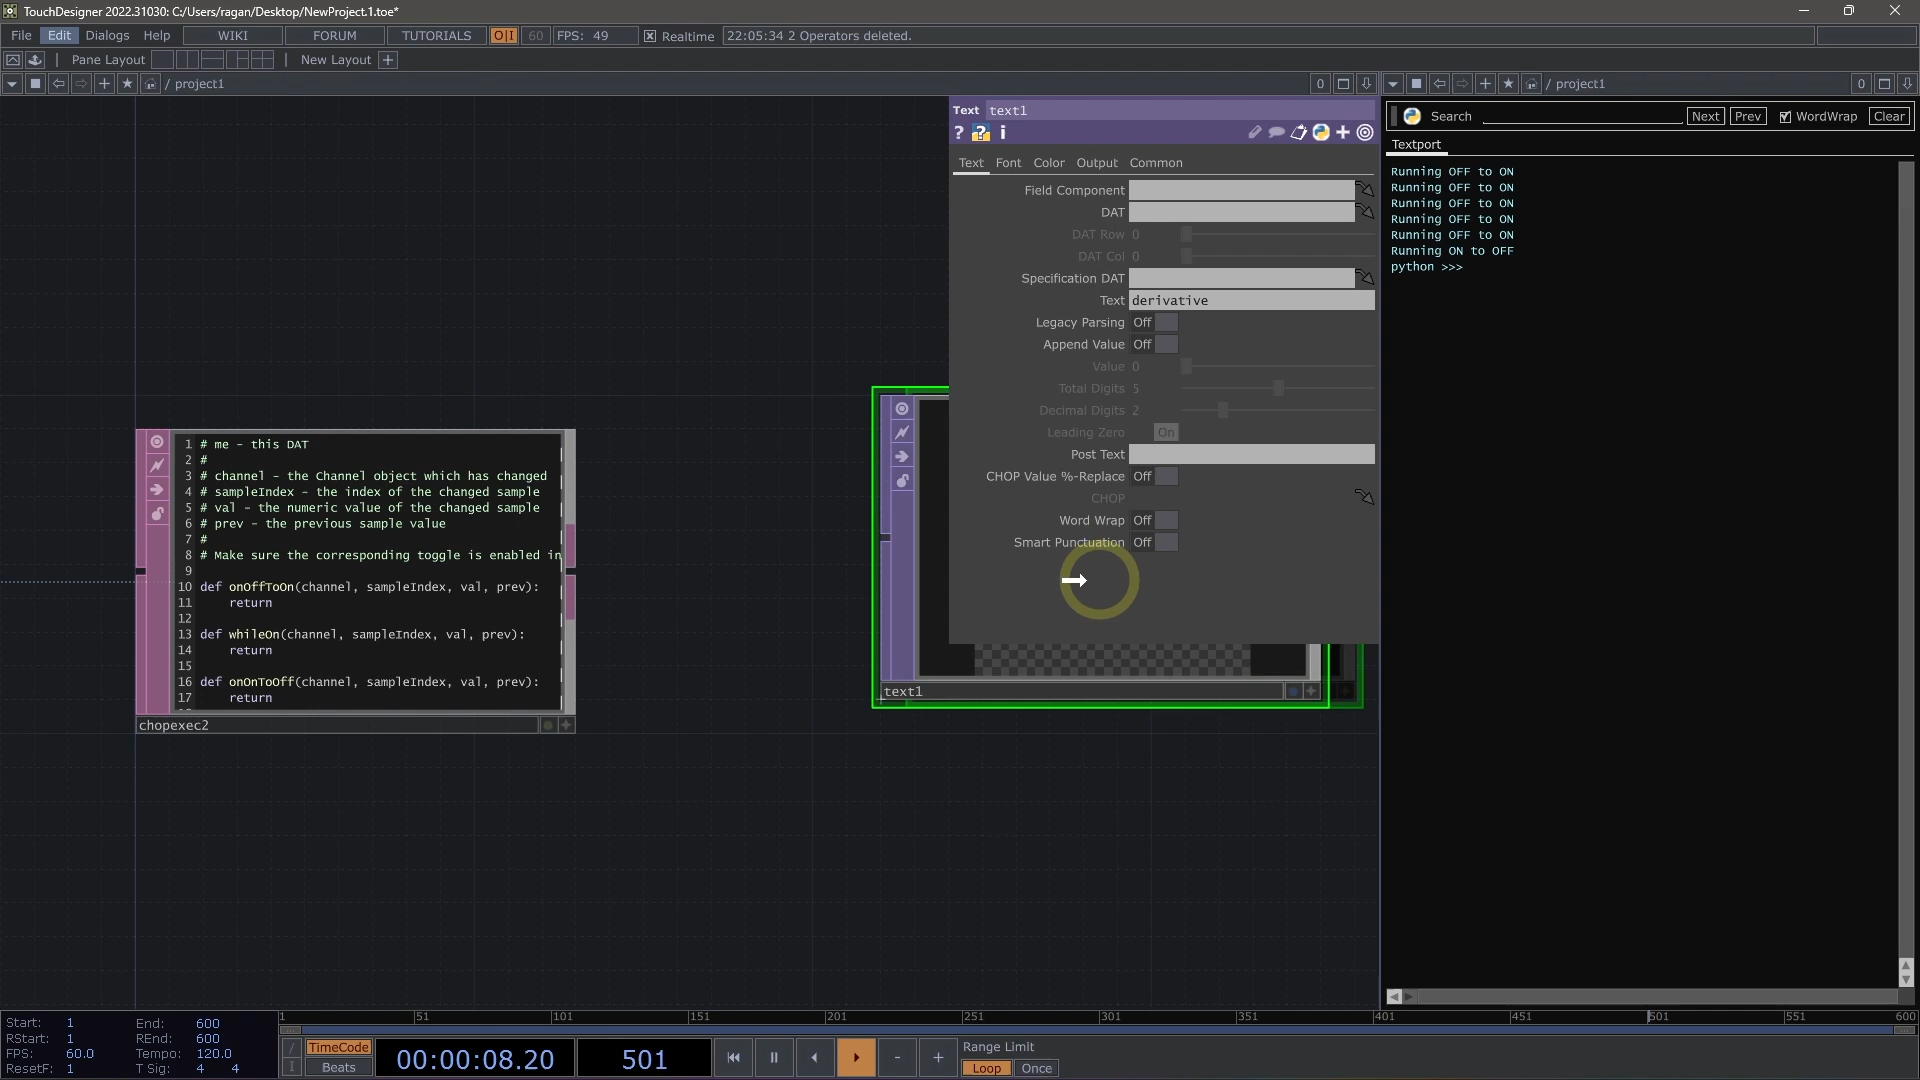 TouchDesigner 2022.31030: C:/Users/ragan/Desktop/NewProject.1.toe*
File Edit Dialogs Help WIKI FORUM TUTORIALS O|I 60 FPS: 49 Realtime 22:05:34 2 Operators deleted.
Pane Layout New Layout +
/ project1 0
/ project1 0
Text text1
? ? i
Text Font Color Output Common
Field Component
DAT
DAT Row 0
DAT Col 0
Specification DAT
Text derivative
Legacy Parsing Off
Append Value Off
Value 0
Total Digits 5
Decimal Digits 2
Leading Zero On
Post Text
CHOP Value %-Replace Off
CHOP
Word Wrap Off
Smart Punctuation Off
text1
1 # me - this DAT
2 #
3 # channel - the Channel object which has changed
4 # sampleIndex - the index of the changed sample
5 # val - the numeric value of the changed sample
6 # prev - the previous sample value
7 #
8 # Make sure the corresponding toggle is enabled in
9
10 def onOffToOn(channel, sampleIndex, val, prev):
11 return
12
13 def whileOn(channel, sampleIndex, val, prev):
14 return
15
16 def onOnToOff(channel, sampleIndex, val, prev):
17 return
chopexec2
Search Next Prev WordWrap Clear
Textport
Running OFF to ON
Running OFF to ON
Running OFF to ON
Running OFF to ON
Running OFF to ON
Running ON to OFF
python >>>
1 51 101 151 201 251 301 351 401 451 501 551 600
Start: 1 End: 600
RStart: 1 REnd: 600
FPS: 60.0 Tempo: 120.0
ResetF: 1 T Sig: 4 4
TimeCode
Beats
00:00:08.20 501
- +
Range Limit
Loop Once